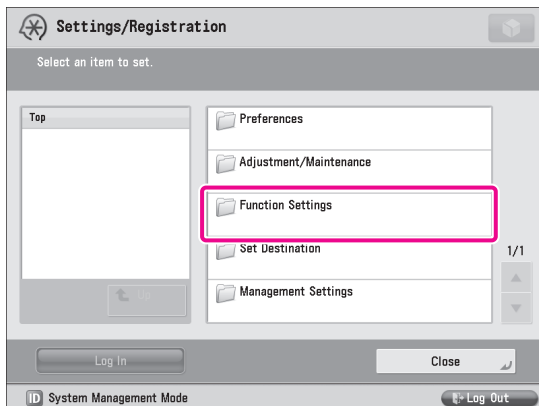 Settings/Registration
Select an item to set.
Top
Preferences
Adjustment/Maintenance
Function Settings
Set Destination
1/1
Up
Management Settings
Log In
Close
ID System Management Mode
Log Out